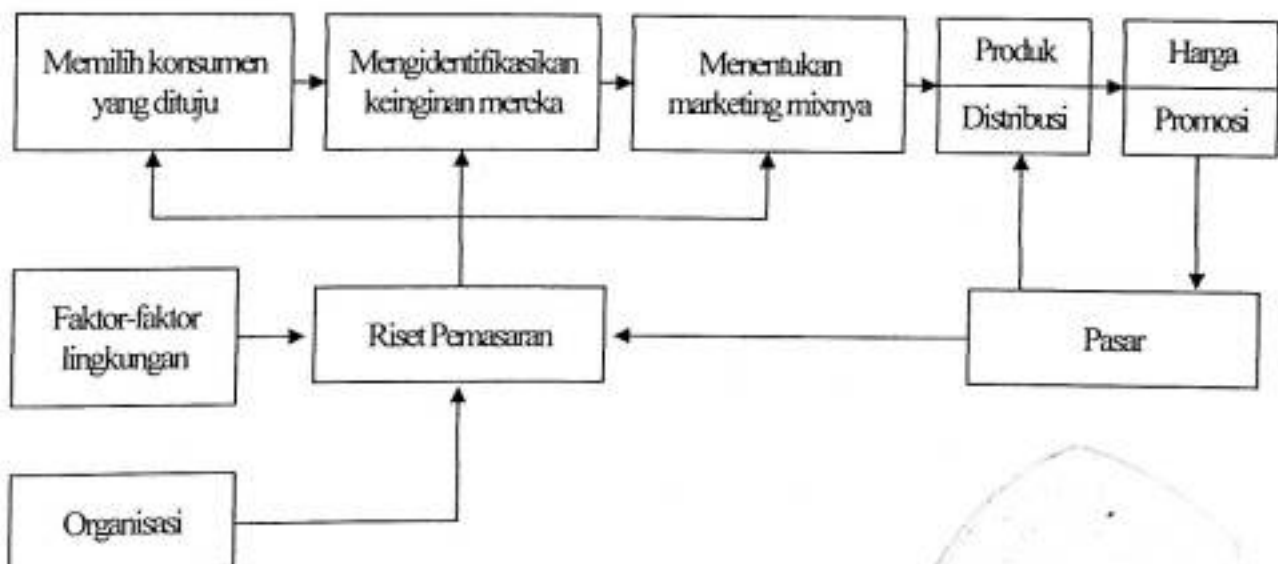 Memilih konsumen
yang dituju
Mengidentifikasikan
keinginan mereka
Menentukan
marketing mixnya
Produk
Distribusi
Harga
Promosi
Faktor-faktor
lingkungan
Riset Pemasaran
Pasar
Organisasi